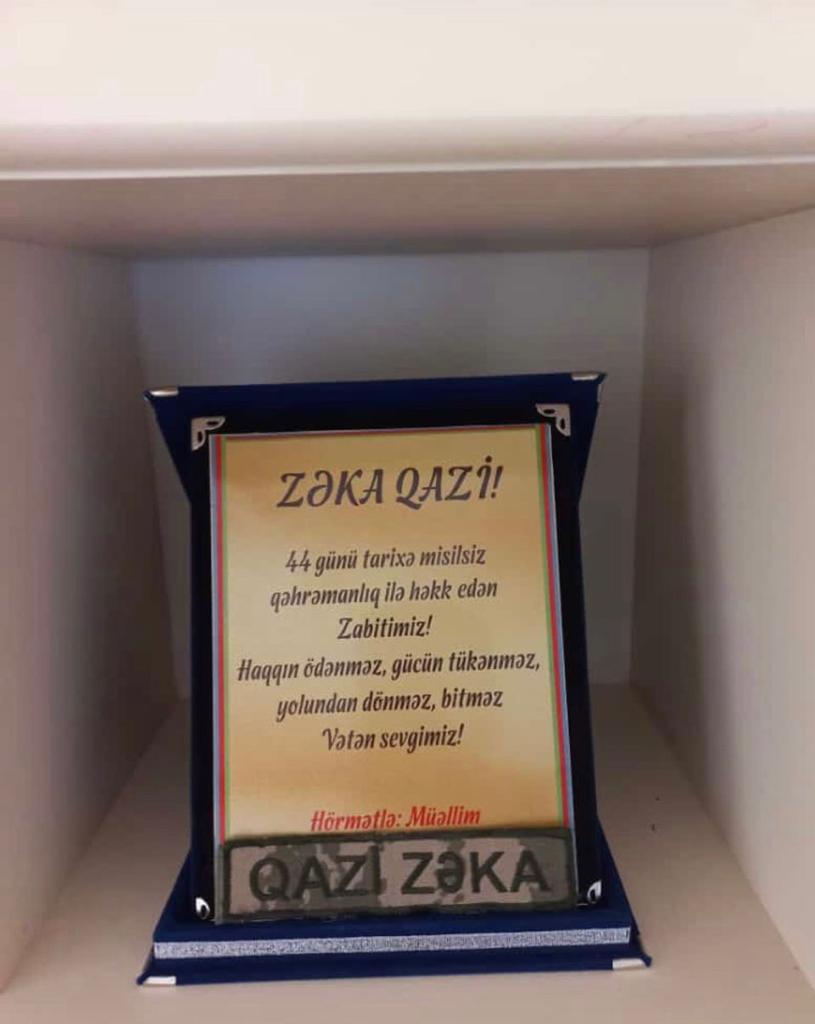 ZƏKA QAZİ!
44 günü tarixə misilsiz
qəhrəmanlıq ilə həkk edən
Zabitimiz!
Haqqın ödənməz, gücün tükənməz,
yolundan dönməz, bitməz
Vətən sevgimiz!
Hörmətlə: Müəllim
QAZİ ZƏKA